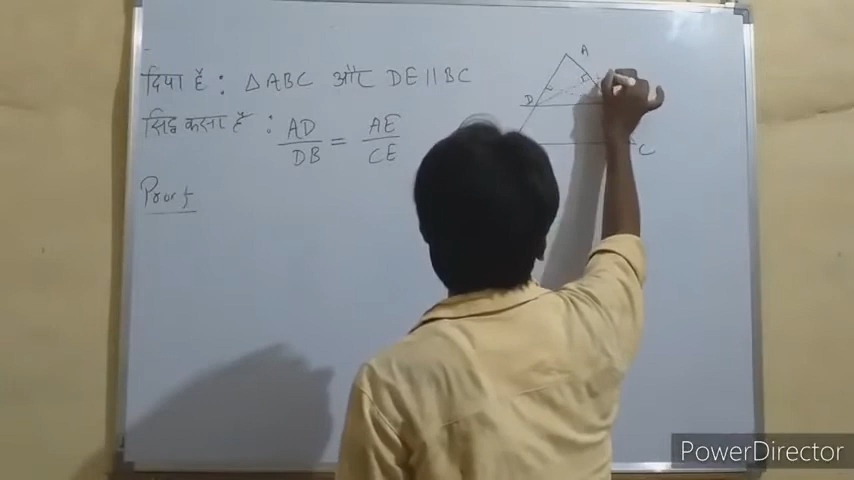 दिया है : △ABC और DE||BC
सिद्ध करना है : AD/DB = AE/CE
Proof
A
D
C
PowerDirector